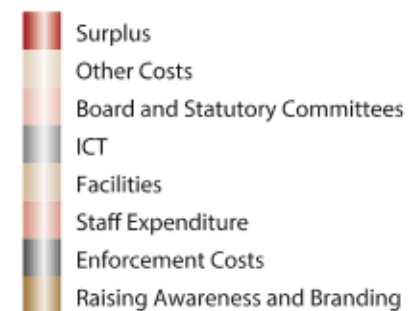 Surplus
Other Costs
Board and Statutory Committees
ICT
Facilities
Staff Expenditure
Enforcement Costs
Raising Awareness and Branding